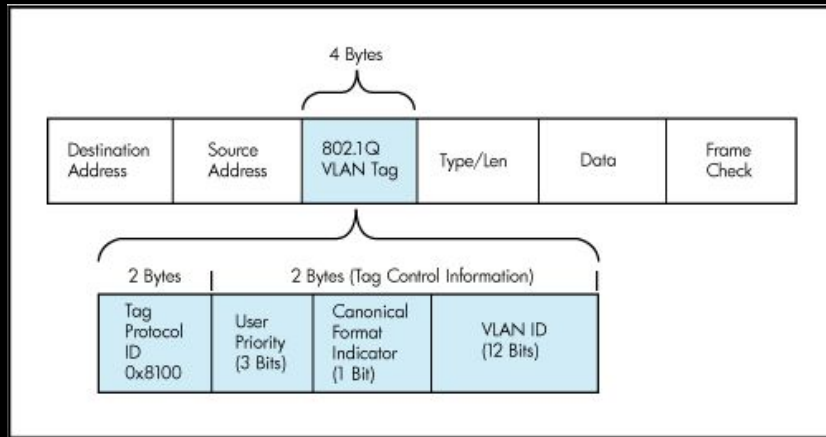 4 Bytes
Destination
Address
Source
Address
802.1Q
VLAN Tag
Type/Len
Data
Frame
Check
2 Bytes
2 Bytes (Tag Control Information)
Tag
Protocol
ID
0x8100
User
Priority
(3 Bits)
Canonical
Format
Indicator
(1 Bit)
VLAN ID
(12 Bits)